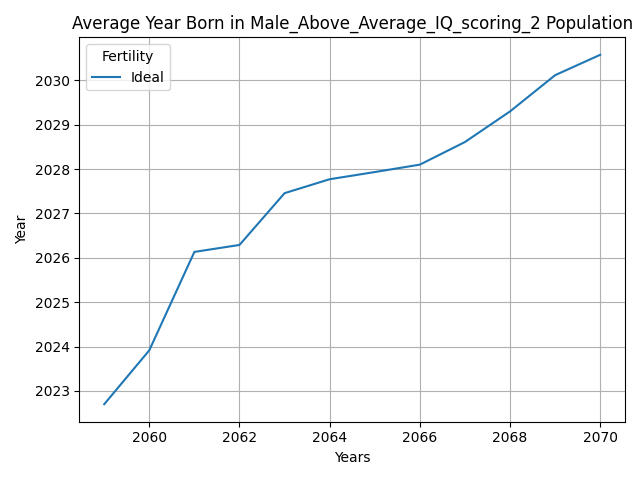 Average Year Born in Male_Above_Average_IQ_scoring_2 Population
Fertility
Ideal
Year
2030
2029
2028
2027
2026
2025
2024
2023
2060 2062 2064 2066 2068 2070
Years